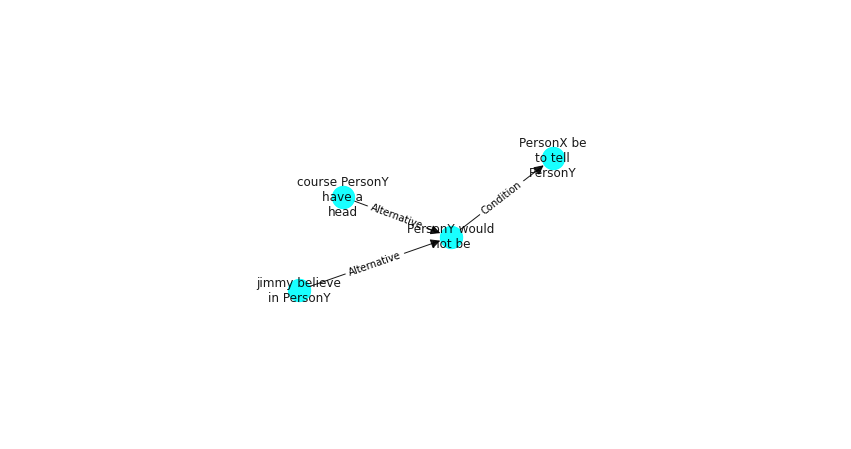 PersonX be
to tell
PersonY
Condition
course PersonY
have a
head
Alternative
PersonY would
not be
Alternative
jimmy believe
in PersonY